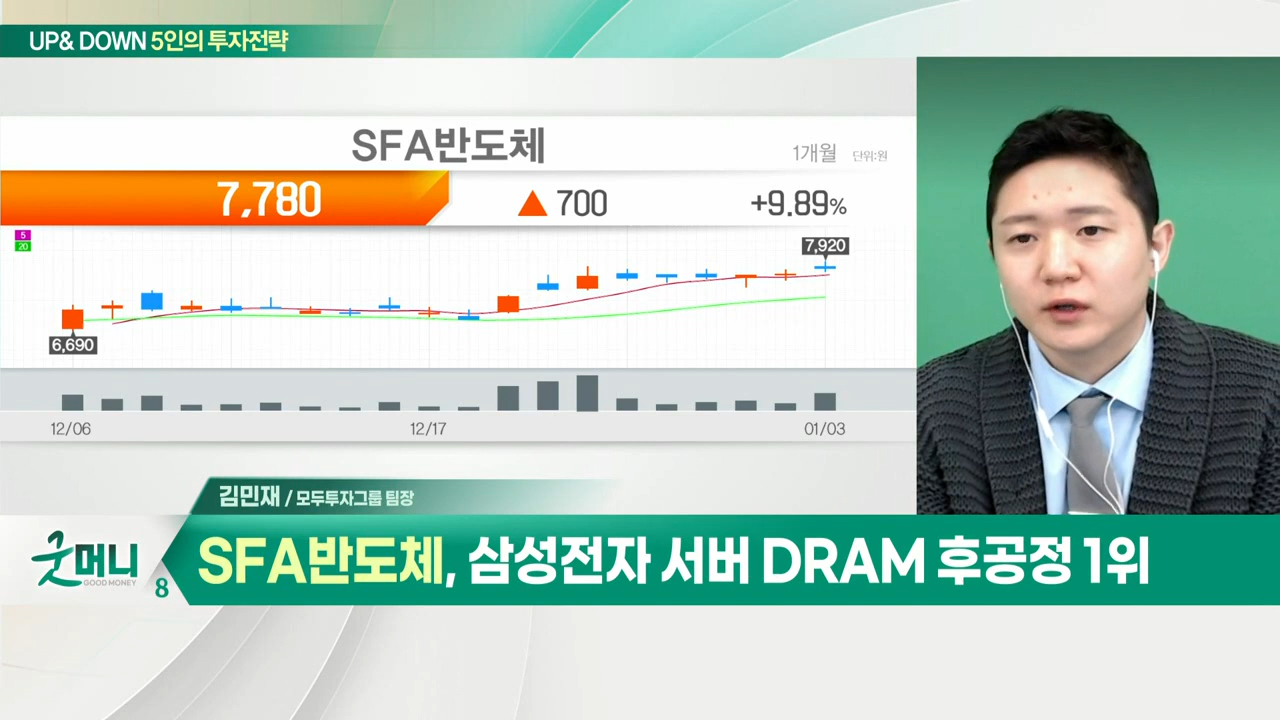 UP& DOWN 5인의 투자전략
SFA반도체
1개월 단위:원
7,780 ▲ 700 +9.89%
5
20
7,920
6,690
12/06 12/17 01/03
김민재 / 모두투자그룹 팀장
굿머니
GOOD MONEY
8
SFA반도체, 삼성전자 서버 DRAM 후공정 1위